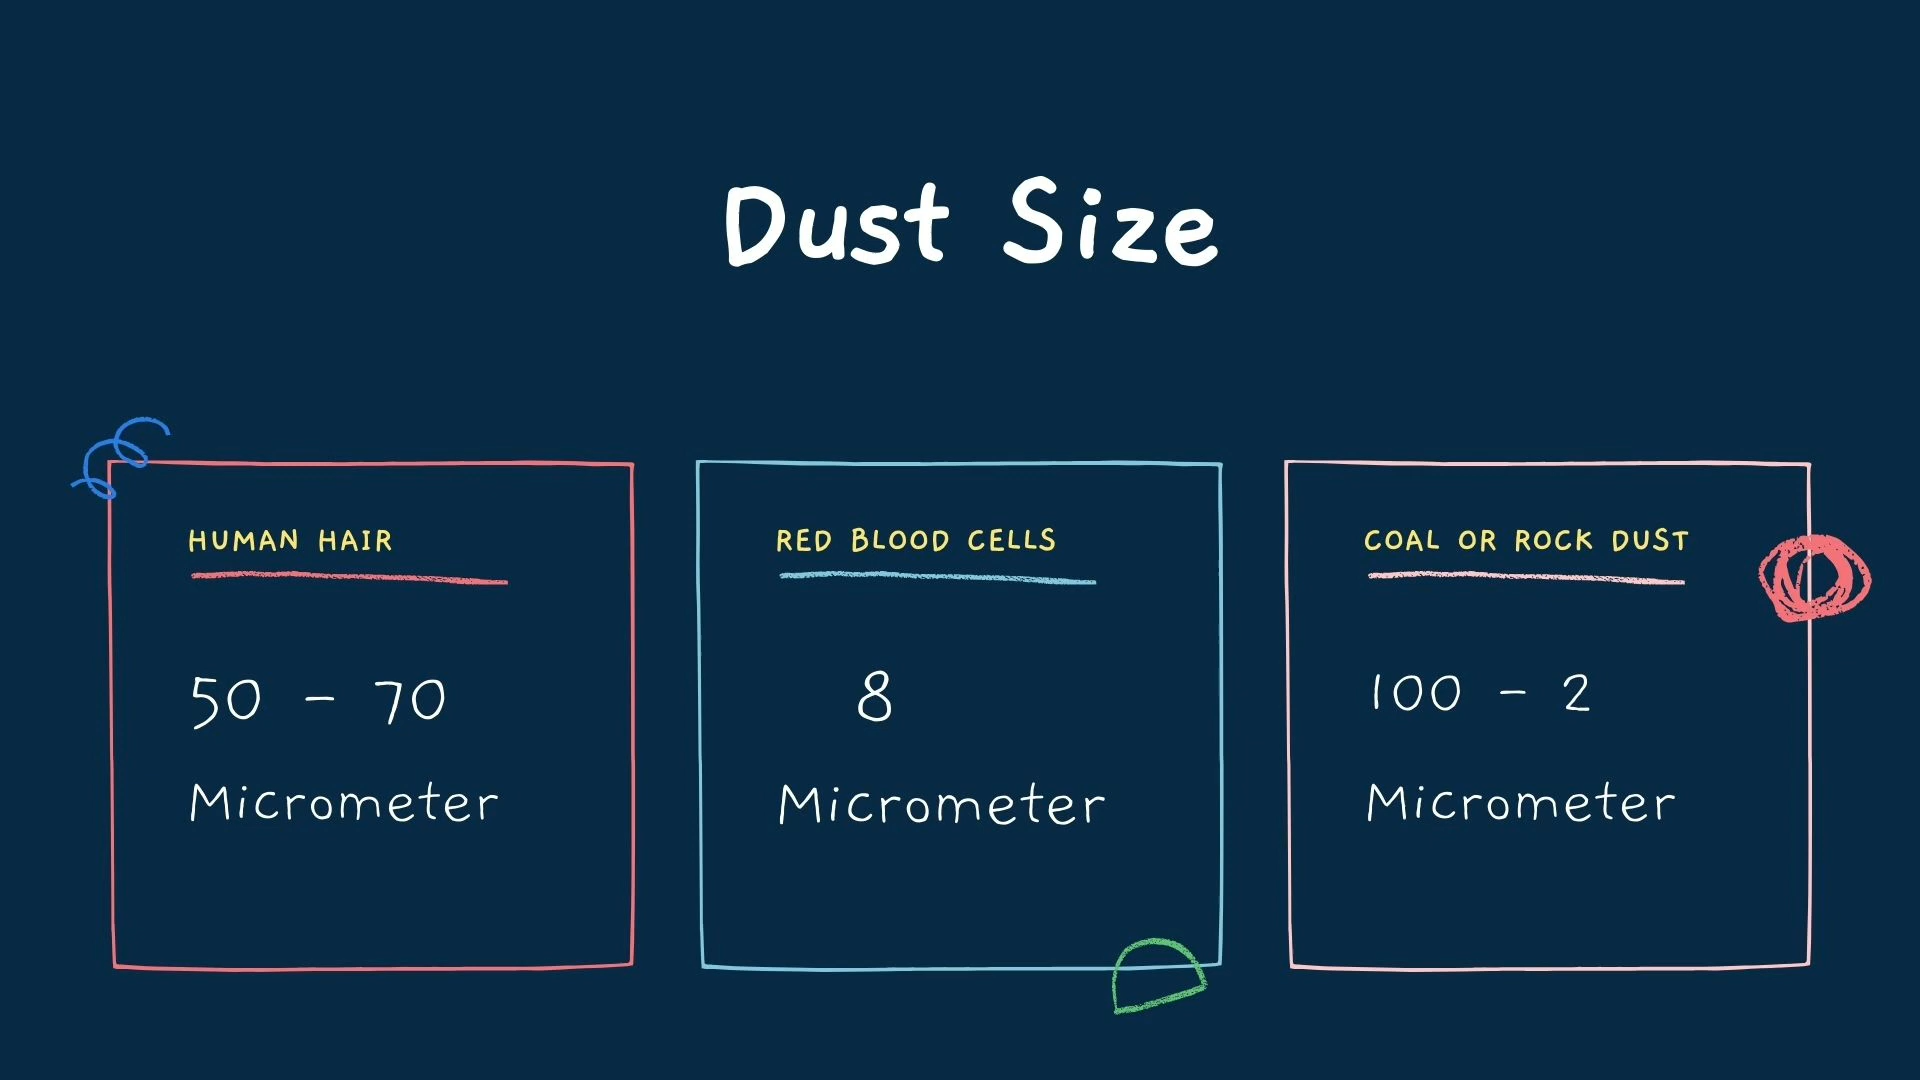 Dust Size
HUMAN HAIR
50 - 70
Micrometer
RED BLOOD CELLS
8
Micrometer
COAL OR ROCK DUST
100 - 2
Micrometer